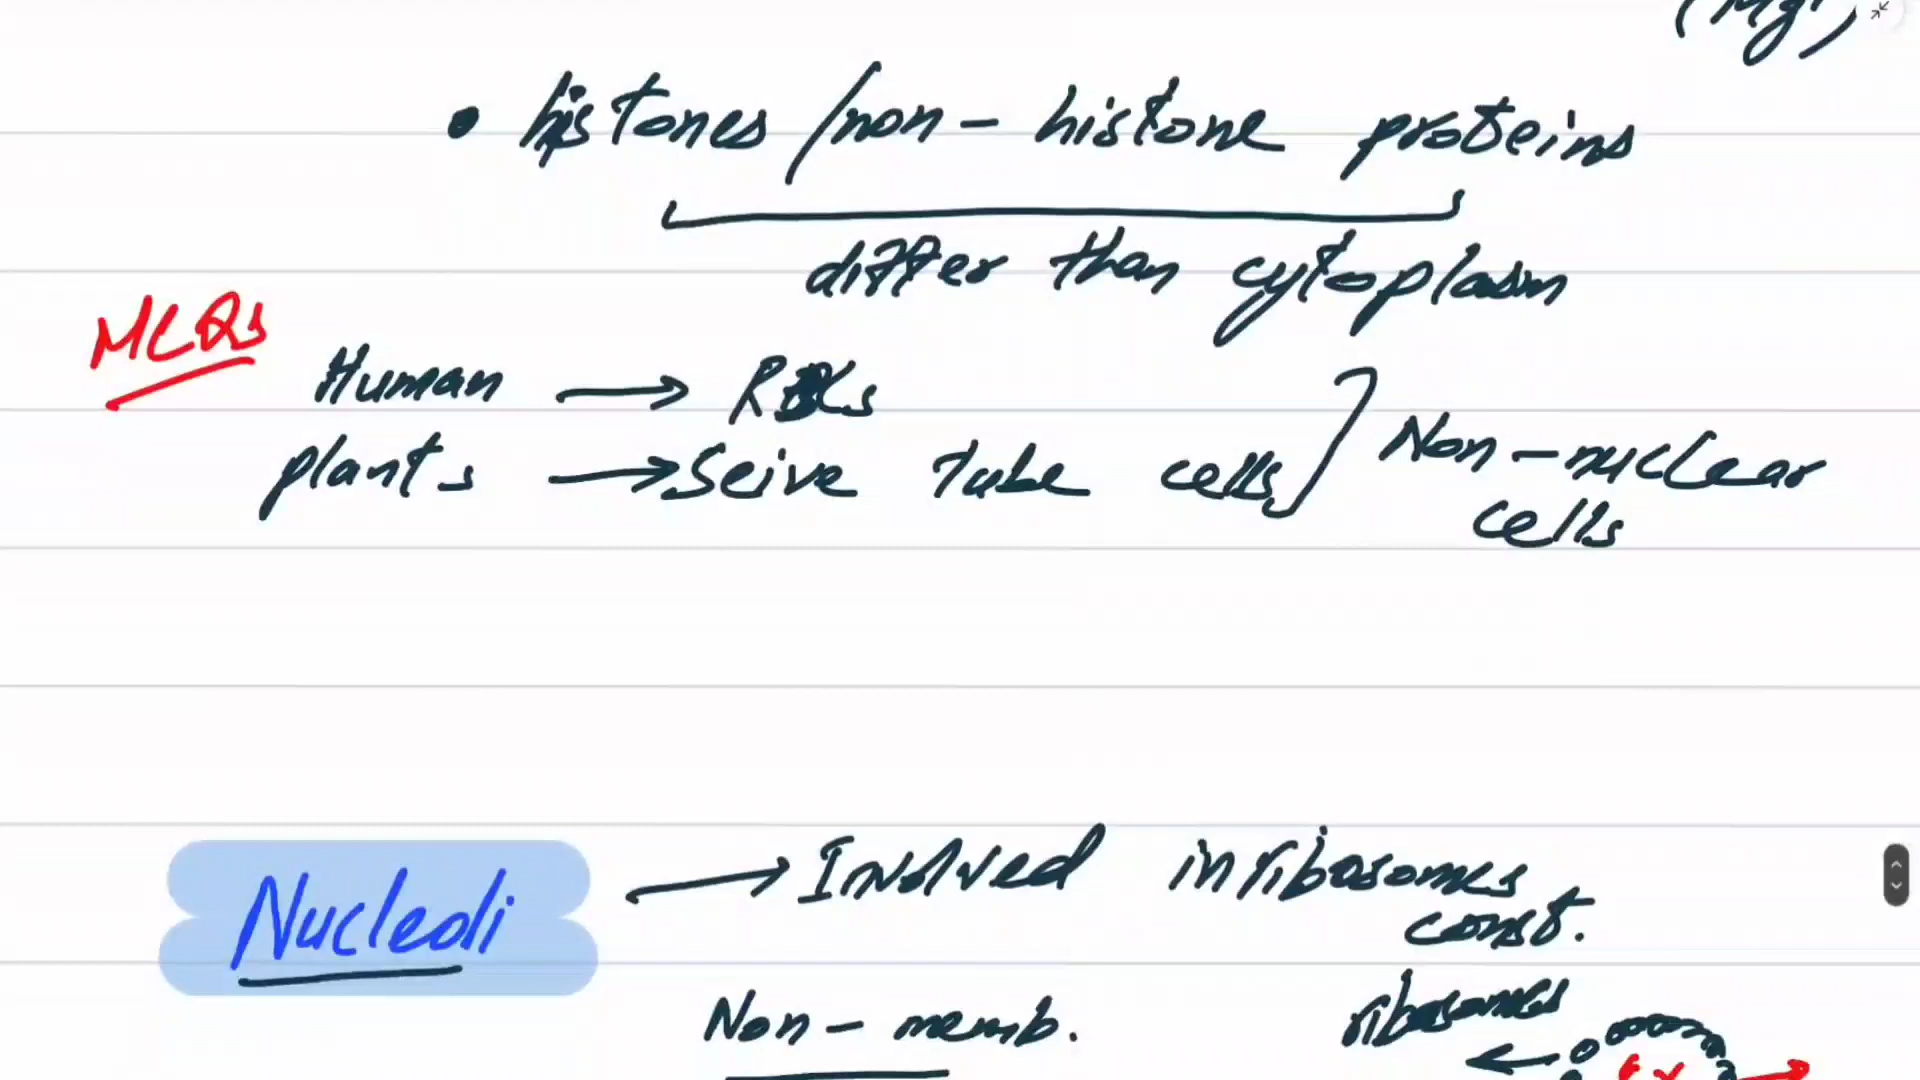 (Mg
• histones /non-histone proteins
differ than cytoplasm
MCQs
Human → RBCs
plants → Seive tube cells
Non-nuclear
cells
Nucleoli → Involved in ribosomes
const.
Non-memb.
ribosomes